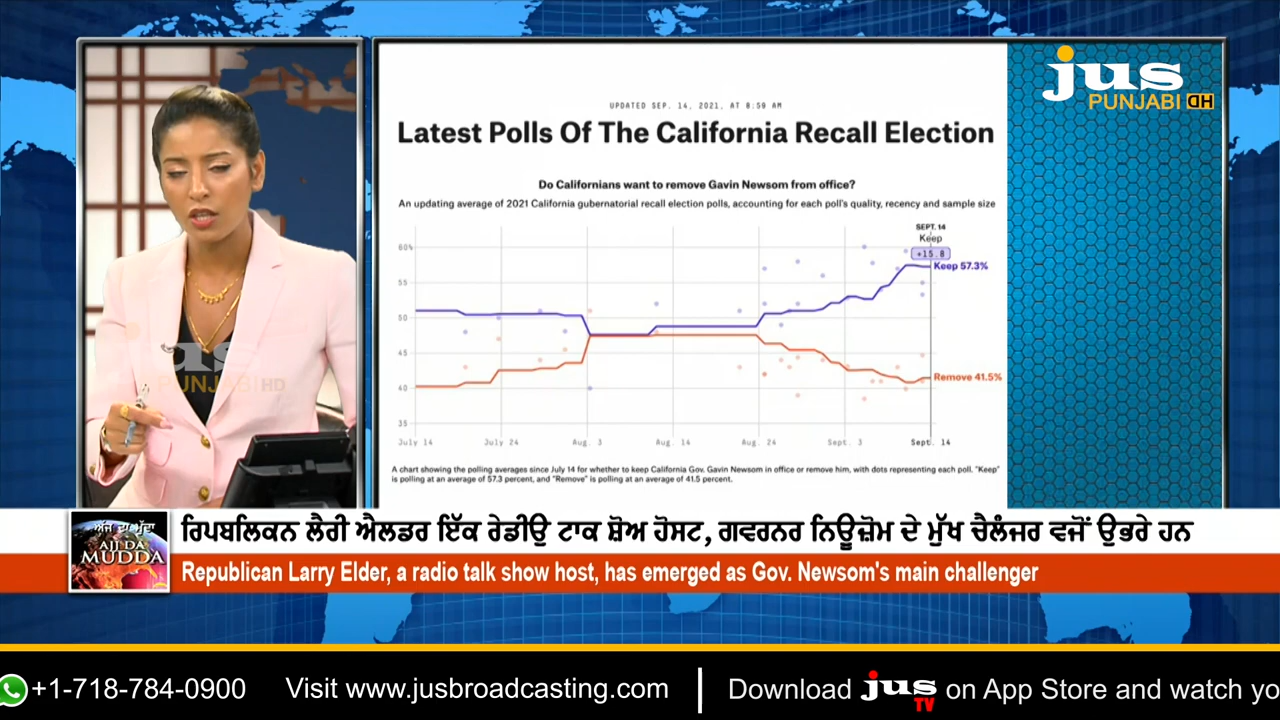 jus
PUNJABI HD
UPDATED SEP. 14, 2021, AT 8:59 AM
Latest Polls Of The California Recall Election
Do Californians want to remove Gavin Newsom from office?
An updating average of 2021 California gubernatorial recall election polls, accounting for each poll's quality, recency and sample size
SEPT. 14
Keep
+15.8
60%
Keep 57.3%
55
50
45
Remove 41.5%
40
35
July 14 July 24 Aug. 3 Aug. 14 Aug. 24 Sept. 3 Sept. 14
A chart showing the polling averages since July 14 for whether to keep California Gov. Gavin Newsom in office or remove him, with dots representing each poll. "Keep"
is polling at an average of 57.3 percent, and "Remove" is polling at an average of 41.5 percent.
jus
PUNJABI HD
ਅੱਜ ਦਾ ਮੁੱਦਾ
AJJ DA
MUDDA
ਰਿਪਬਲਿਕਨ ਲੈਰੀ ਐਲਡਰ ਇੱਕ ਰੇਡੀਉ ਟਾਕ ਸ਼ੋਅ ਹੋਸਟ, ਗਵਰਨਰ ਨਿਊਜ਼ੋਮ ਦੇ ਮੁੱਖ ਚੈਲੰਜਰ ਵਜੋਂ ਉਭਰੇ ਹਨ
Republican Larry Elder, a radio talk show host, has emerged as Gov. Newsom's main challenger
+1-718-784-0900 Visit www.jusbroadcasting.com | Download jus TV on App Store and watch yo